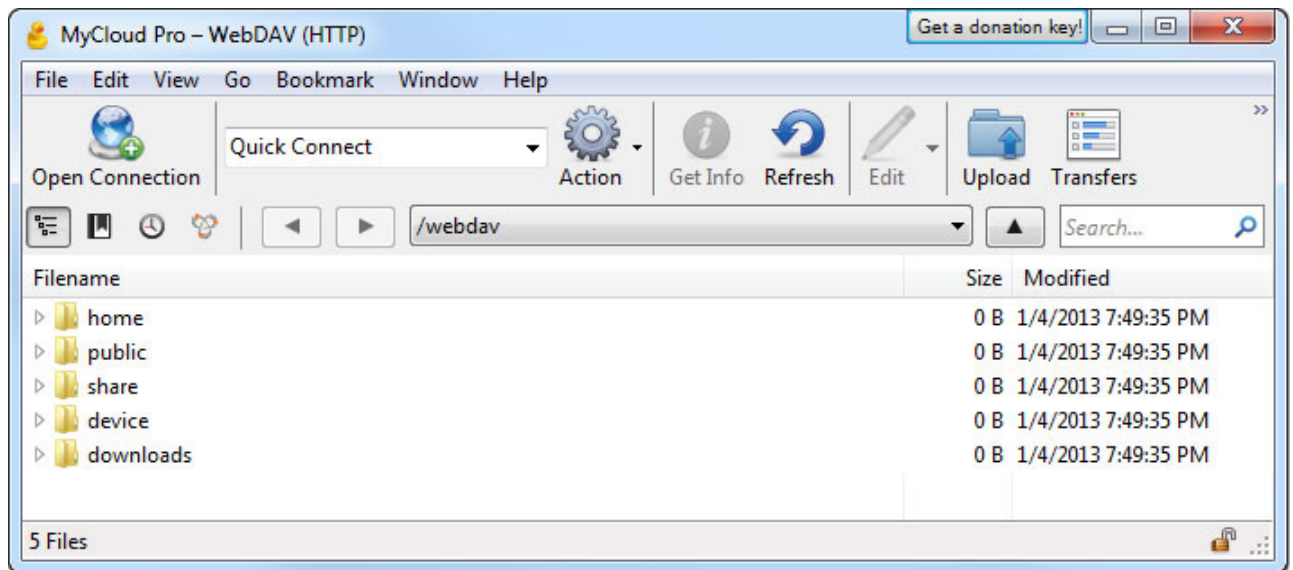 MyCloud Pro – WebDAV (HTTP) Get a donation key!
File Edit View Go Bookmark Window Help
Open Connection Quick Connect Action Get Info Refresh Edit Upload Transfers
/webdav Search...
Filename Size Modified
home 0 B 1/4/2013 7:49:35 PM
public 0 B 1/4/2013 7:49:35 PM
share 0 B 1/4/2013 7:49:35 PM
device 0 B 1/4/2013 7:49:35 PM
downloads 0 B 1/4/2013 7:49:35 PM
5 Files